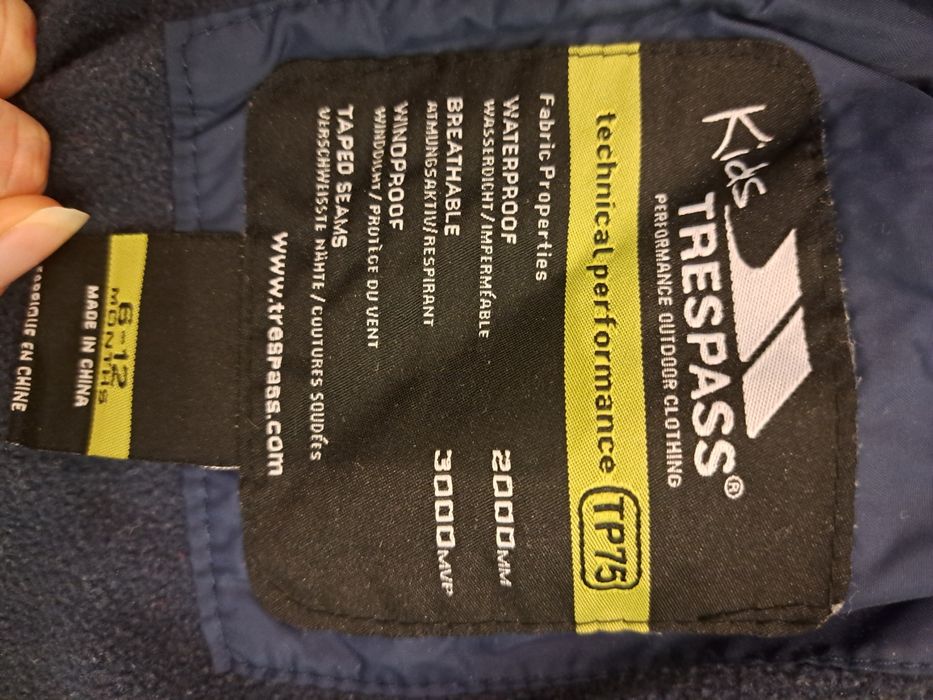 Kids
TRESPASS®
PERFORMANCE OUTDOOR CLOTHING
technical performance TP75
Fabric Properties
WATERPROOF 2000MM
WASSERDICHT/IMPERMÉABLE
BREATHABLE 3000MVP
ATMUNGSAKTIV/RESPIRANT
WINDPROOF
WINDDICHT/PROTÈGE DU VENT
TAPED SEAMS
VERSCHWEISSTE NÄHTE/COUTURES SOUDÉES
www.trespass.com
6-12
MONTHS
MADE IN CHINA
EN CHINE